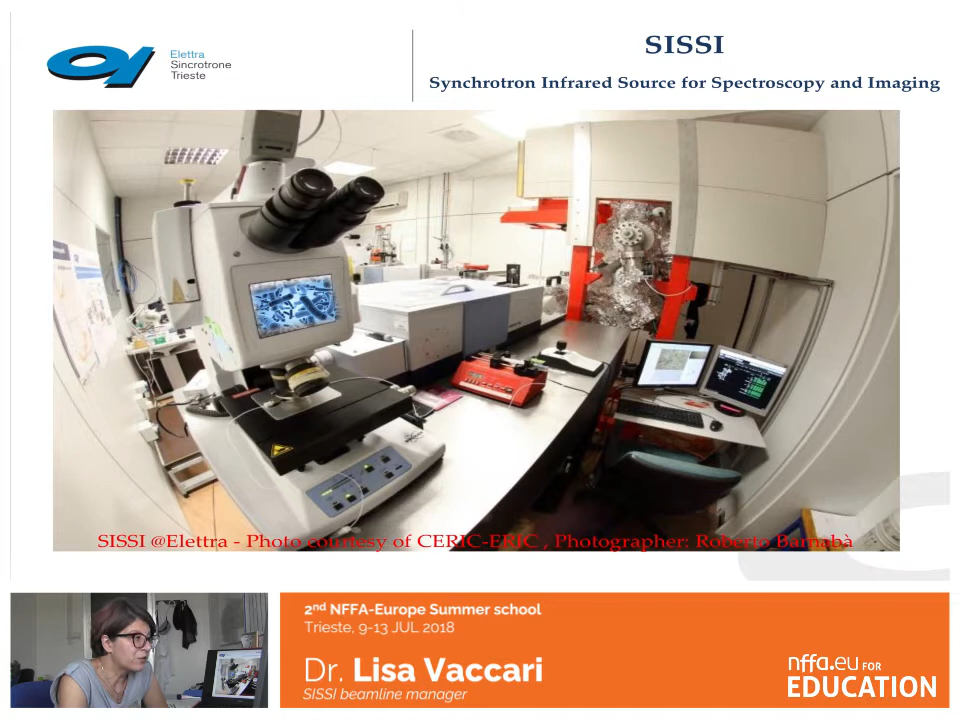 Elettra
Sincrotrone
Trieste
SISSI
Synchrotron Infrared Source for Spectroscopy and Imaging
SISSI @Elettra - Photo courtesy of CERIC-ERIC , Photographer: Roberto Barnabà
2nd NFFA-Europe Summer school
Trieste, 9-13 JUL 2018
Dr. Lisa Vaccari
SISSI beamline manager
nffa.eu FOR
EDUCATION